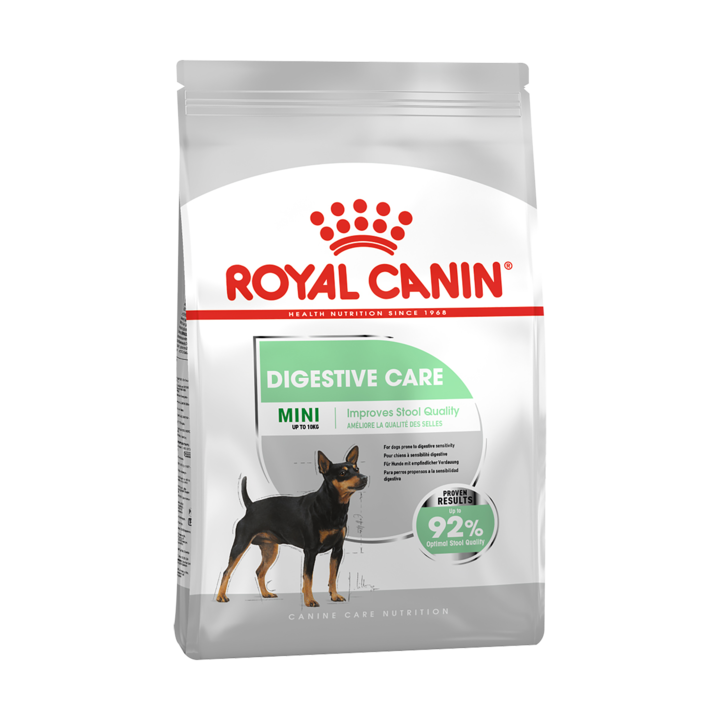 ROYAL CANIN®
HEALTH NUTRITION SINCE 1968
DIGESTIVE CARE
MINI
UP TO 10KG
Improves Stool Quality
AMÉLIORE LA QUALITÉ DES SELLES
For dogs prone to digestive sensitivity
Pour chiens à sensibilité digestive
Für Hunde mit empfindlicher Verdauung
Para perros propensos a la sensibilidad
digestiva
PROVEN
RESULTS
Up to
92%
Optimal Stool Quality
CANINE CARE NUTRITION